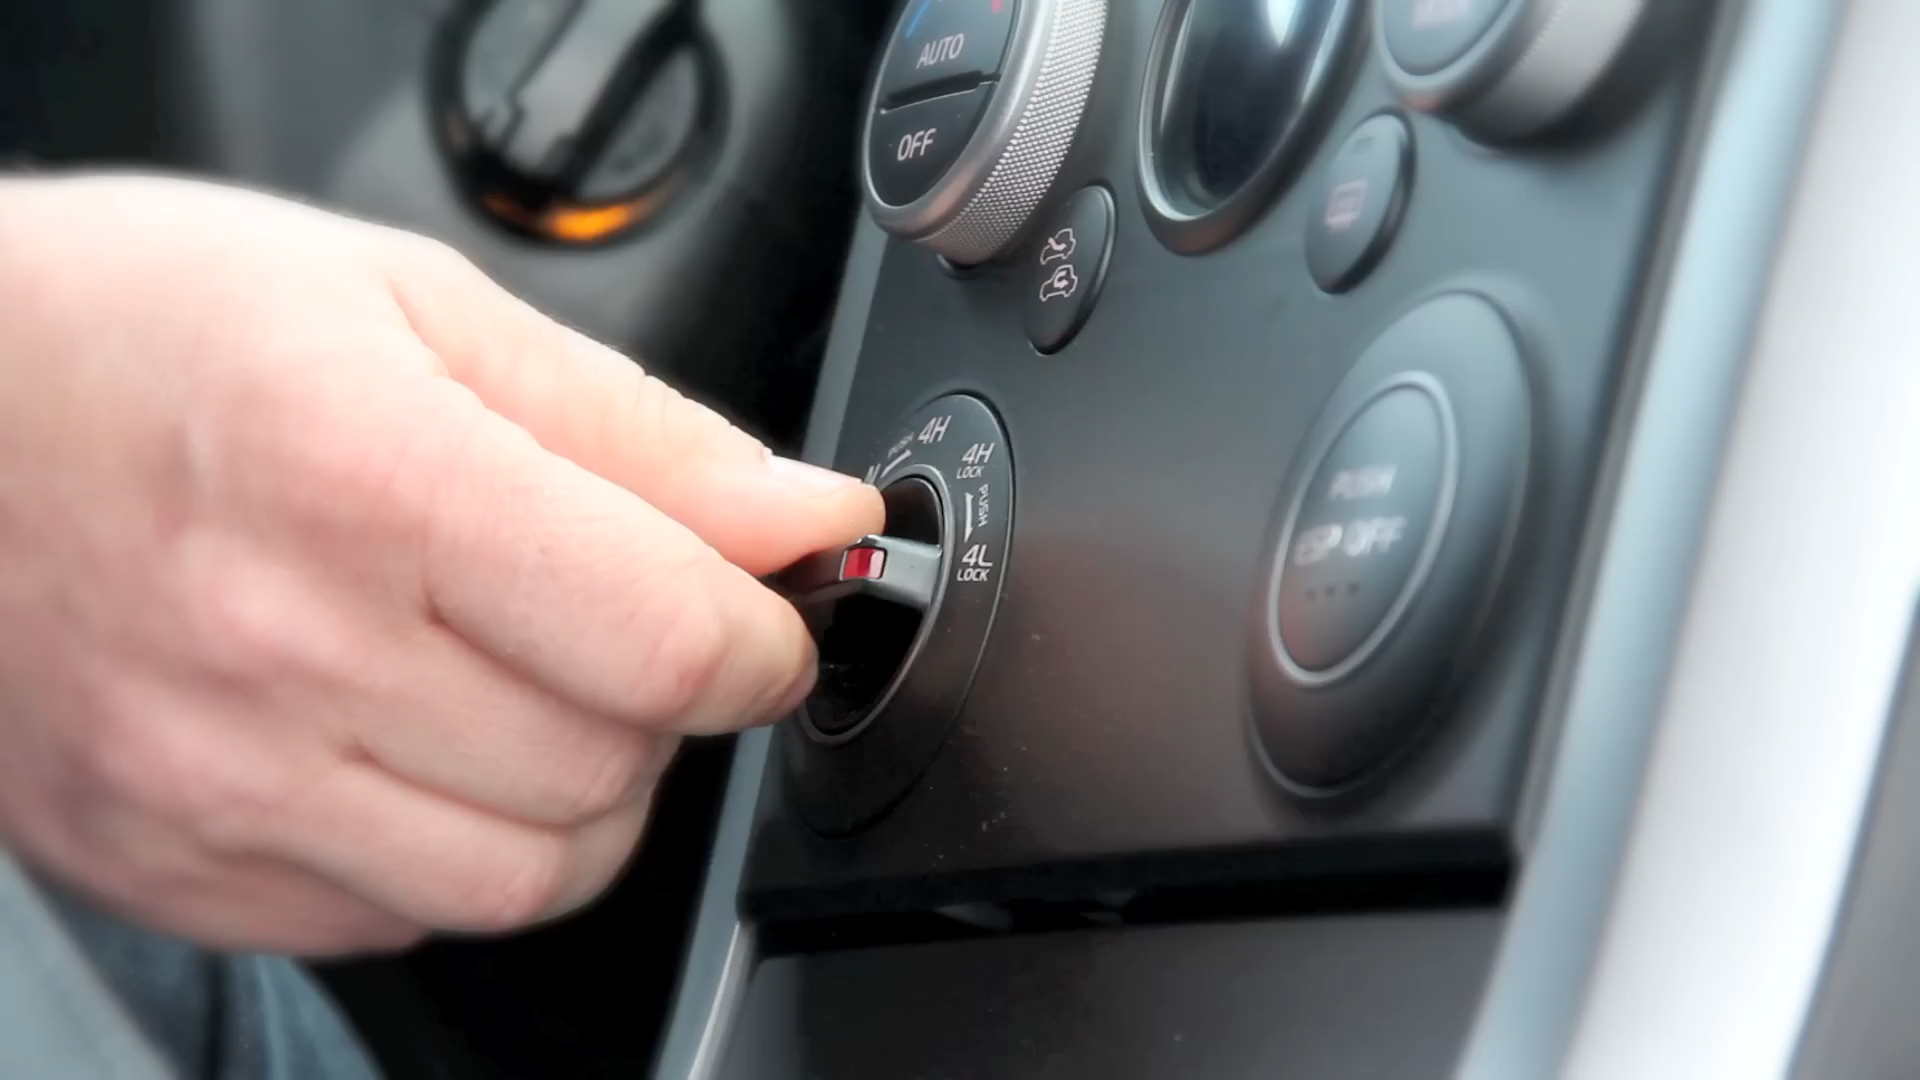 AUTO
OFF
N
PUSH
4H
4H
LOCK
PUSH
4L
LOCK
PUSH
ESP OFF